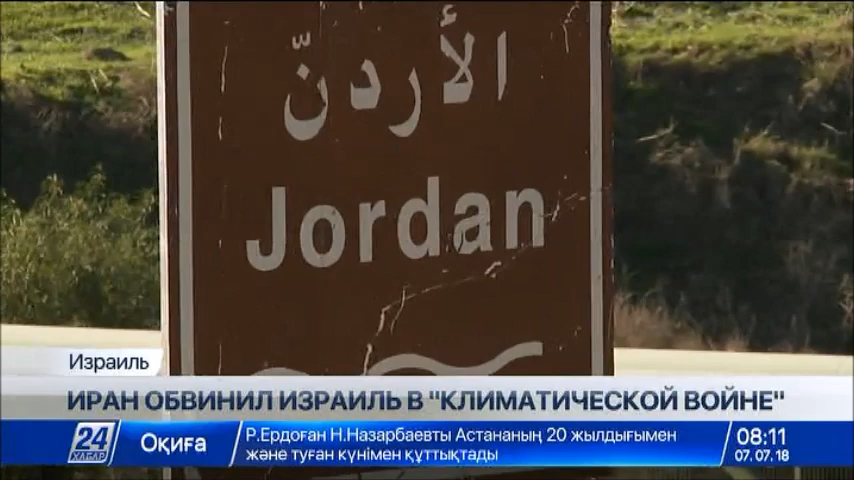 الأردنّ
Jordan
Израиль
ИРАН ОБВИНИЛ ИЗРАИЛЬ В "КЛИМАТИЧЕСКОЙ ВОЙНЕ"
24
ХАБАР
Оқиға
Р.Ердоған Н.Назарбаевты Астананың 20 жылдығымен
және туған күнімен құттықтады
08:11
07.07.18